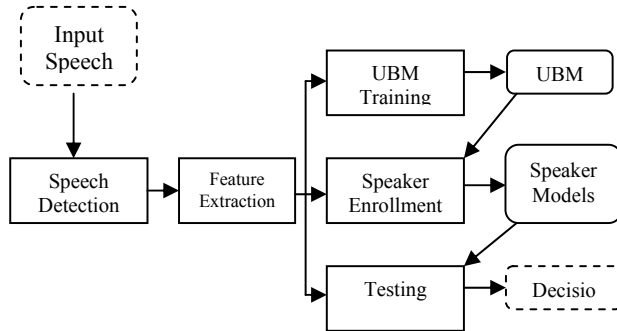 Input
Speech
UBM
Training
UBM
Speech
Detection
Feature
Extraction
Speaker
Enrollment
Speaker
Models
Testing
Decisio